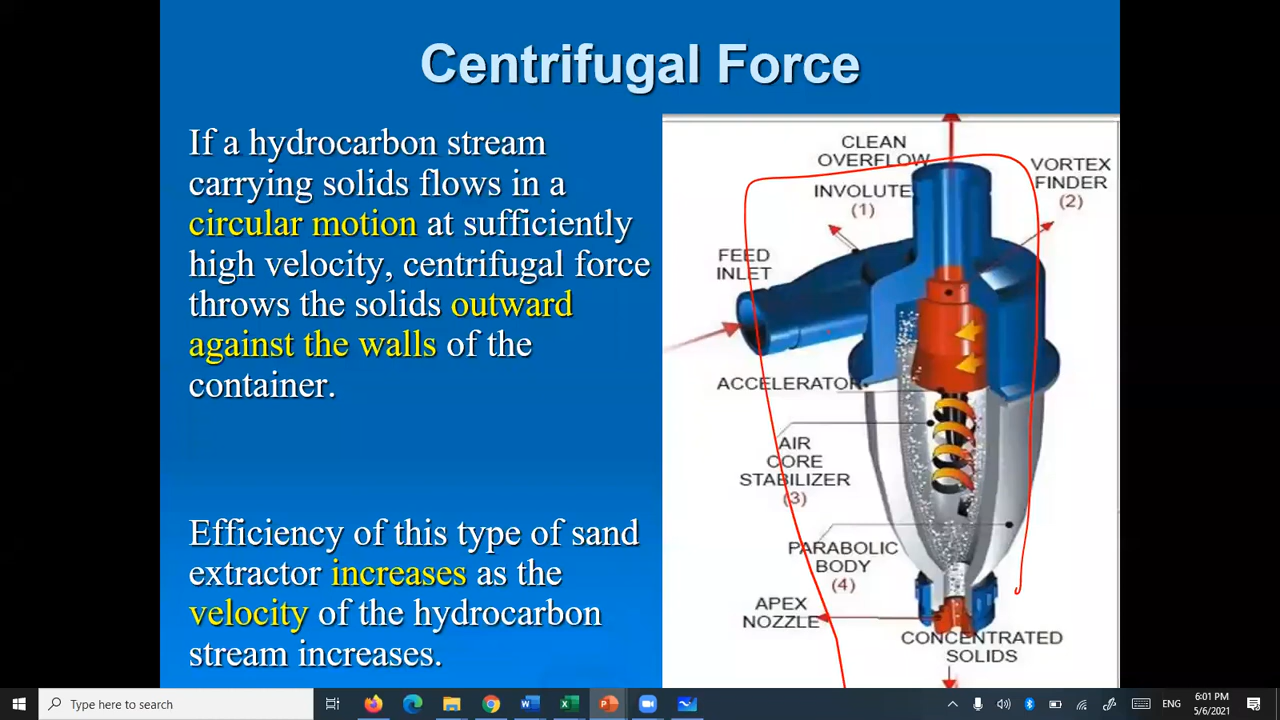 Centrifugal Force
If a hydrocarbon stream
carrying solids flows in a
circular motion at sufficiently
high velocity, centrifugal force
throws the solids outward
against the walls of the
container.
Efficiency of this type of sand
extractor increases as the
velocity of the hydrocarbon
stream increases.
CLEAN
OVERFLOW
INVOLUTE
(1)
VORTEX
FINDER
(2)
FEED
INLET
ACCELERATOR
AIR
CORE
STABILIZER
(3)
PARABOLIC
BODY
(4)
APEX
NOZZLE
CONCENTRATED
SOLIDS
Type here to search
ENG
6:01 PM
5/6/2021